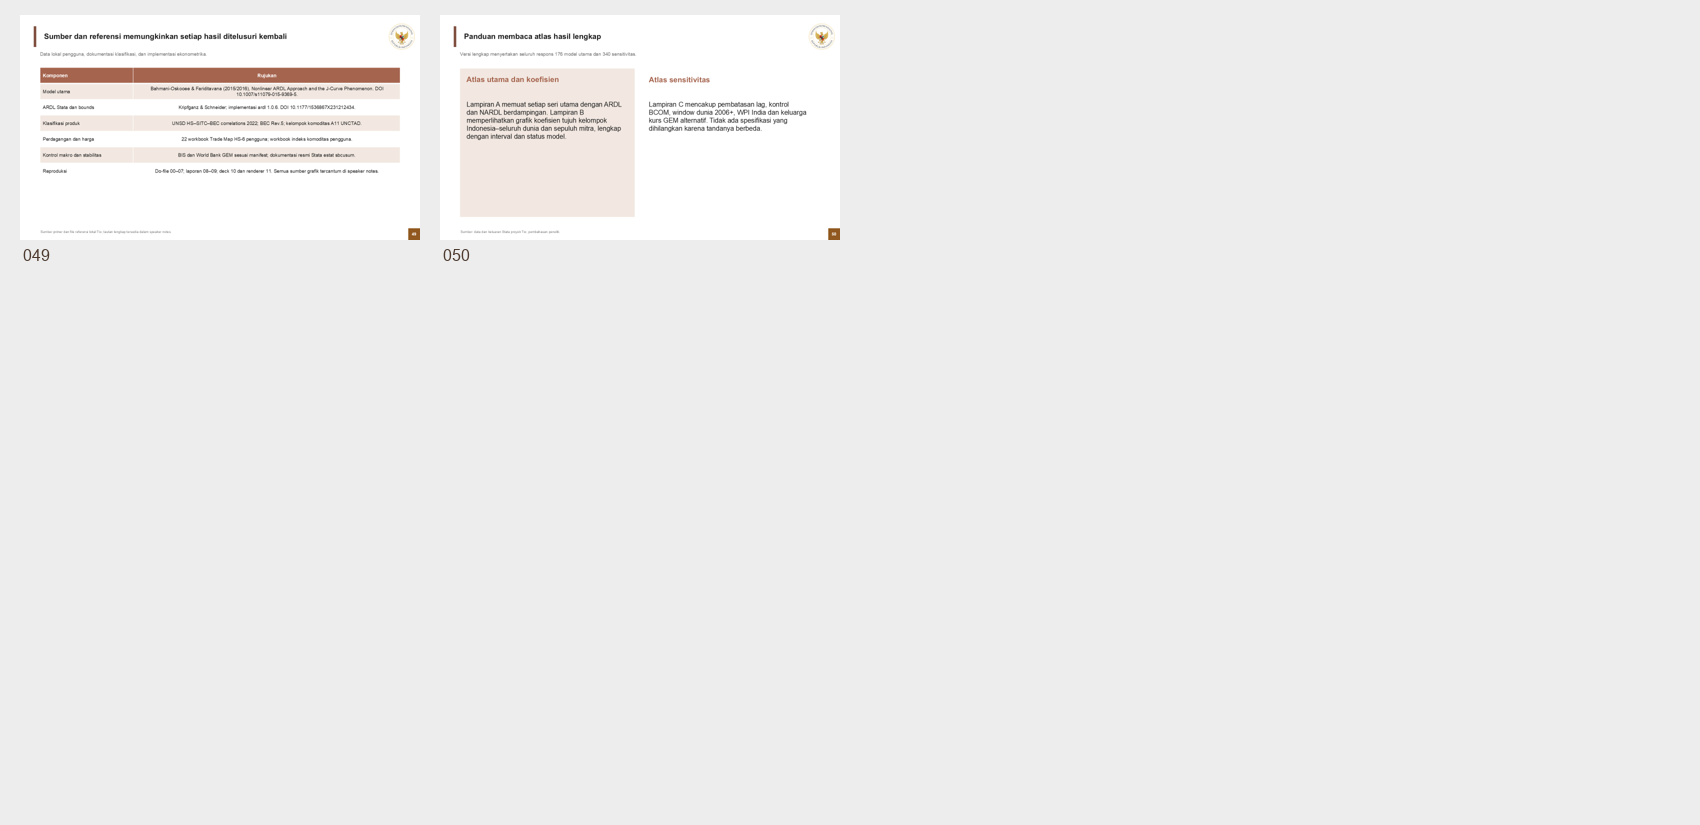 Sumber dan referensi memungkinkan setiap hasil ditelusuri kembali
Data lokal pengguna, dokumentasi klasifikasi, dan implementasi ekonometrika.
Komponen
Rujukan
Model utama
Bahmani-Oskooee & Fariditavana (2015/2016). Nonlinear ARDL Approach and the J-Curve Phenomenon. DOI
10.1007/s11079-015-9369-5.
ARDL Stata dan bounds
Kripfganz & Schneider; implementasi ardl 1.0.6. DOI 10.1177/1536867X231212434.
Klasifikasi produk
UNSD HS–SITC–BEC correlations 2022; BEC Rev.5; kelompok komoditas A11 UNCTAD.
Perdagangan dan harga
22 workbook Trade Map HS-6 pengguna; workbook indeks komoditas pengguna.
Kontrol makro dan stabilitas
BIS dan World Bank GEM sesuai manifest; dokumentasi resmi Stata estat sbcusum.
Reproduksi
Do-file 00–07; laporan 08–09; deck 10 dan renderer 11. Semua sumber grafik tercantum di speaker notes.
49
049
Panduan membaca atlas hasil lengkap
Versi lengkap menyertakan seluruh respons 176 model utama dan 340 sensitivitas.
Atlas utama dan koefisien
Lampiran A memuat setiap seri utama dengan ARDL
dan NARDL berdampingan. Lampiran B
memperlihatkan grafik koefisien tujuh kelompok
Indonesia–seluruh dunia dan sepuluh mitra, lengkap
dengan interval dan status model.
Atlas sensitivitas
Lampiran C mencakup pembatasan lag, kontrol
BCOM, window dunia 2006+, WPI India dan keluarga
kurs GEM alternatif. Tidak ada spesifikasi yang
dihilangkan karena tandanya berbeda.
50
050